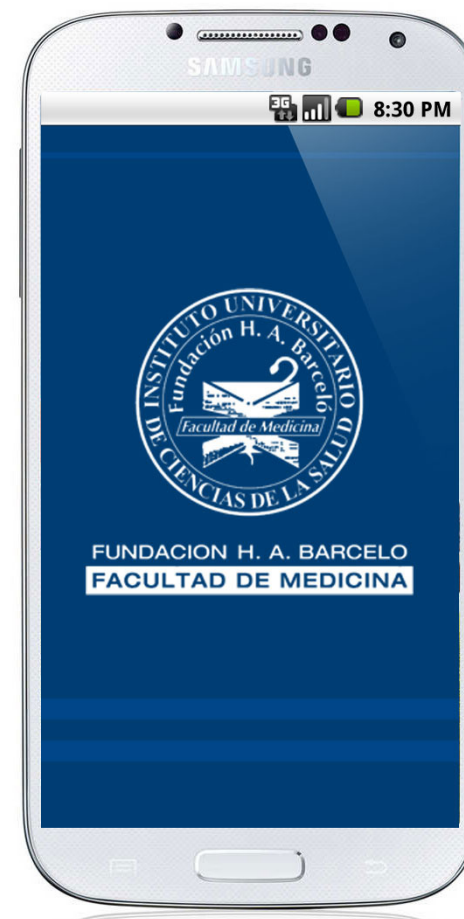 SAMSUNG
3G 8:30 PM
INSTITUTO UNIVERSITARIO
DE CIENCIAS DE LA SALUD
Fundación H. A. Barceló
Facultad de Medicina
FUNDACION H. A. BARCELO
FACULTAD DE MEDICINA